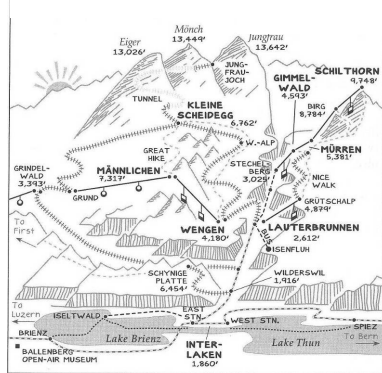 Mönch
13,449'
Eiger
13,026'
Jungfrau
13,642'
JUNG-
FRAU-
JOCH
GIMMEL-
WALD
4,593'
SCHILTHORN
9,748'
BIRG
8,784'
TUNNEL
KLEINE
SCHEIDEGG
6,762'
W.-ALP
MÜRREN
5,381'
GREAT
HIKE
STECHEL-
BERG
3,025'
GRINDEL-
WALD
3,393'
MÄNNLICHEN
7,317'
NICE
WALK
GRUND
GRÜTSCHALP
4,879'
To
First
WENGEN
4,180'
LAUTERBRUNNEN
2,612'
BUS
ISENFLUH
SCHYNIGE
PLATTE
6,454'
WILDERSWIL
1,916'
To
Luzern
ISELTWALD
EAST
STN.
WEST STN.
To Bern
SPIEZ
BRIENZ
Lake Brienz
Lake Thun
INTER-
LAKEN
1,860'
BALLENBERG
OPEN-AIR MUSEUM